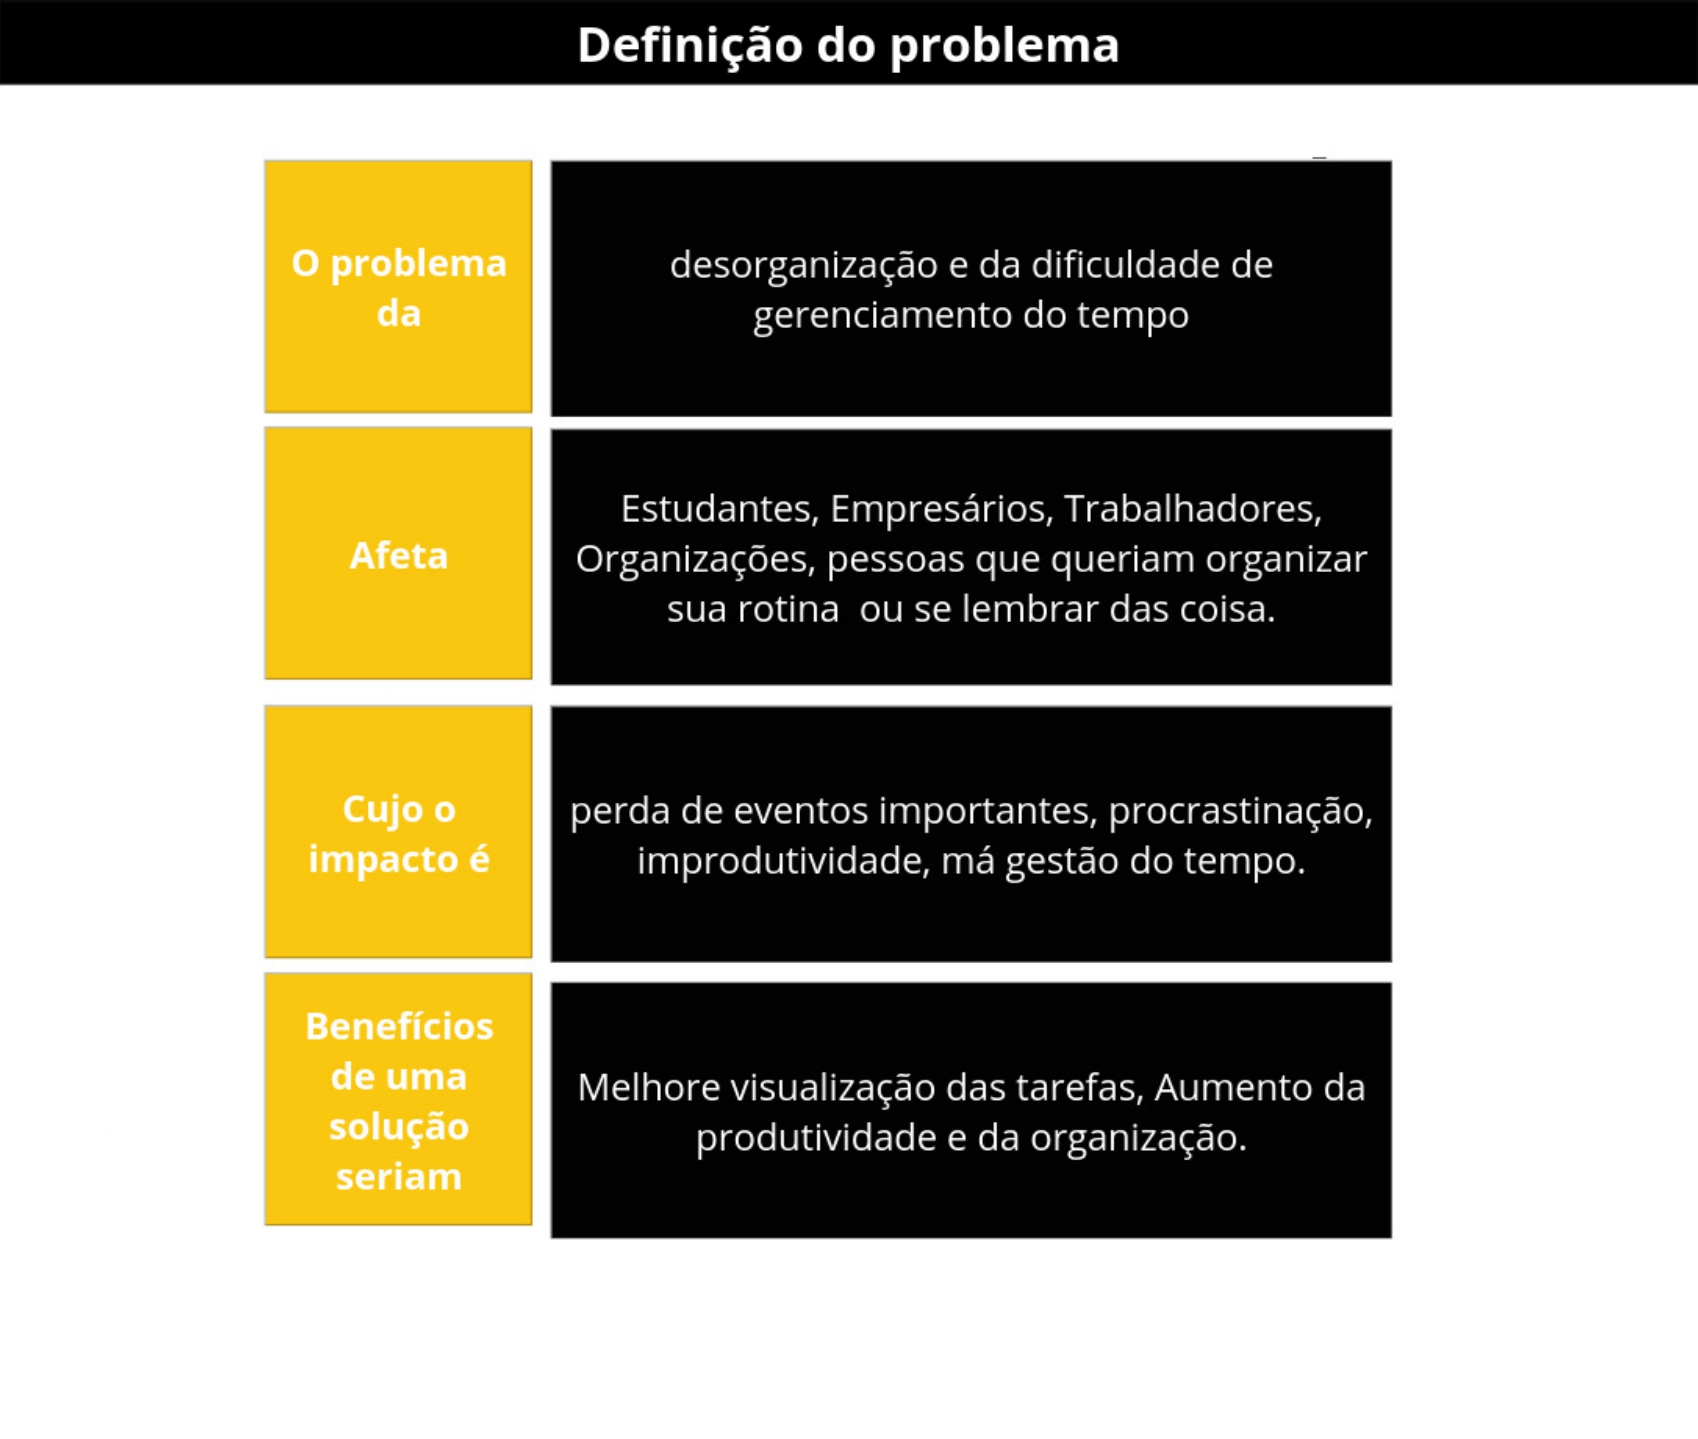 Definição do problema
O problema
da
desorganização e da dificuldade de
gerenciamento do tempo
Afeta
Estudantes, Empresários, Trabalhadores,
Organizações, pessoas que queriam organizar
sua rotina  ou se lembrar das coisa.
Cujo o
impacto é
perda de eventos importantes, procrastinação,
improdutividade, má gestão do tempo.
Benefícios
de uma
solução
seriam
Melhore visualização das tarefas, Aumento da
produtividade e da organização.